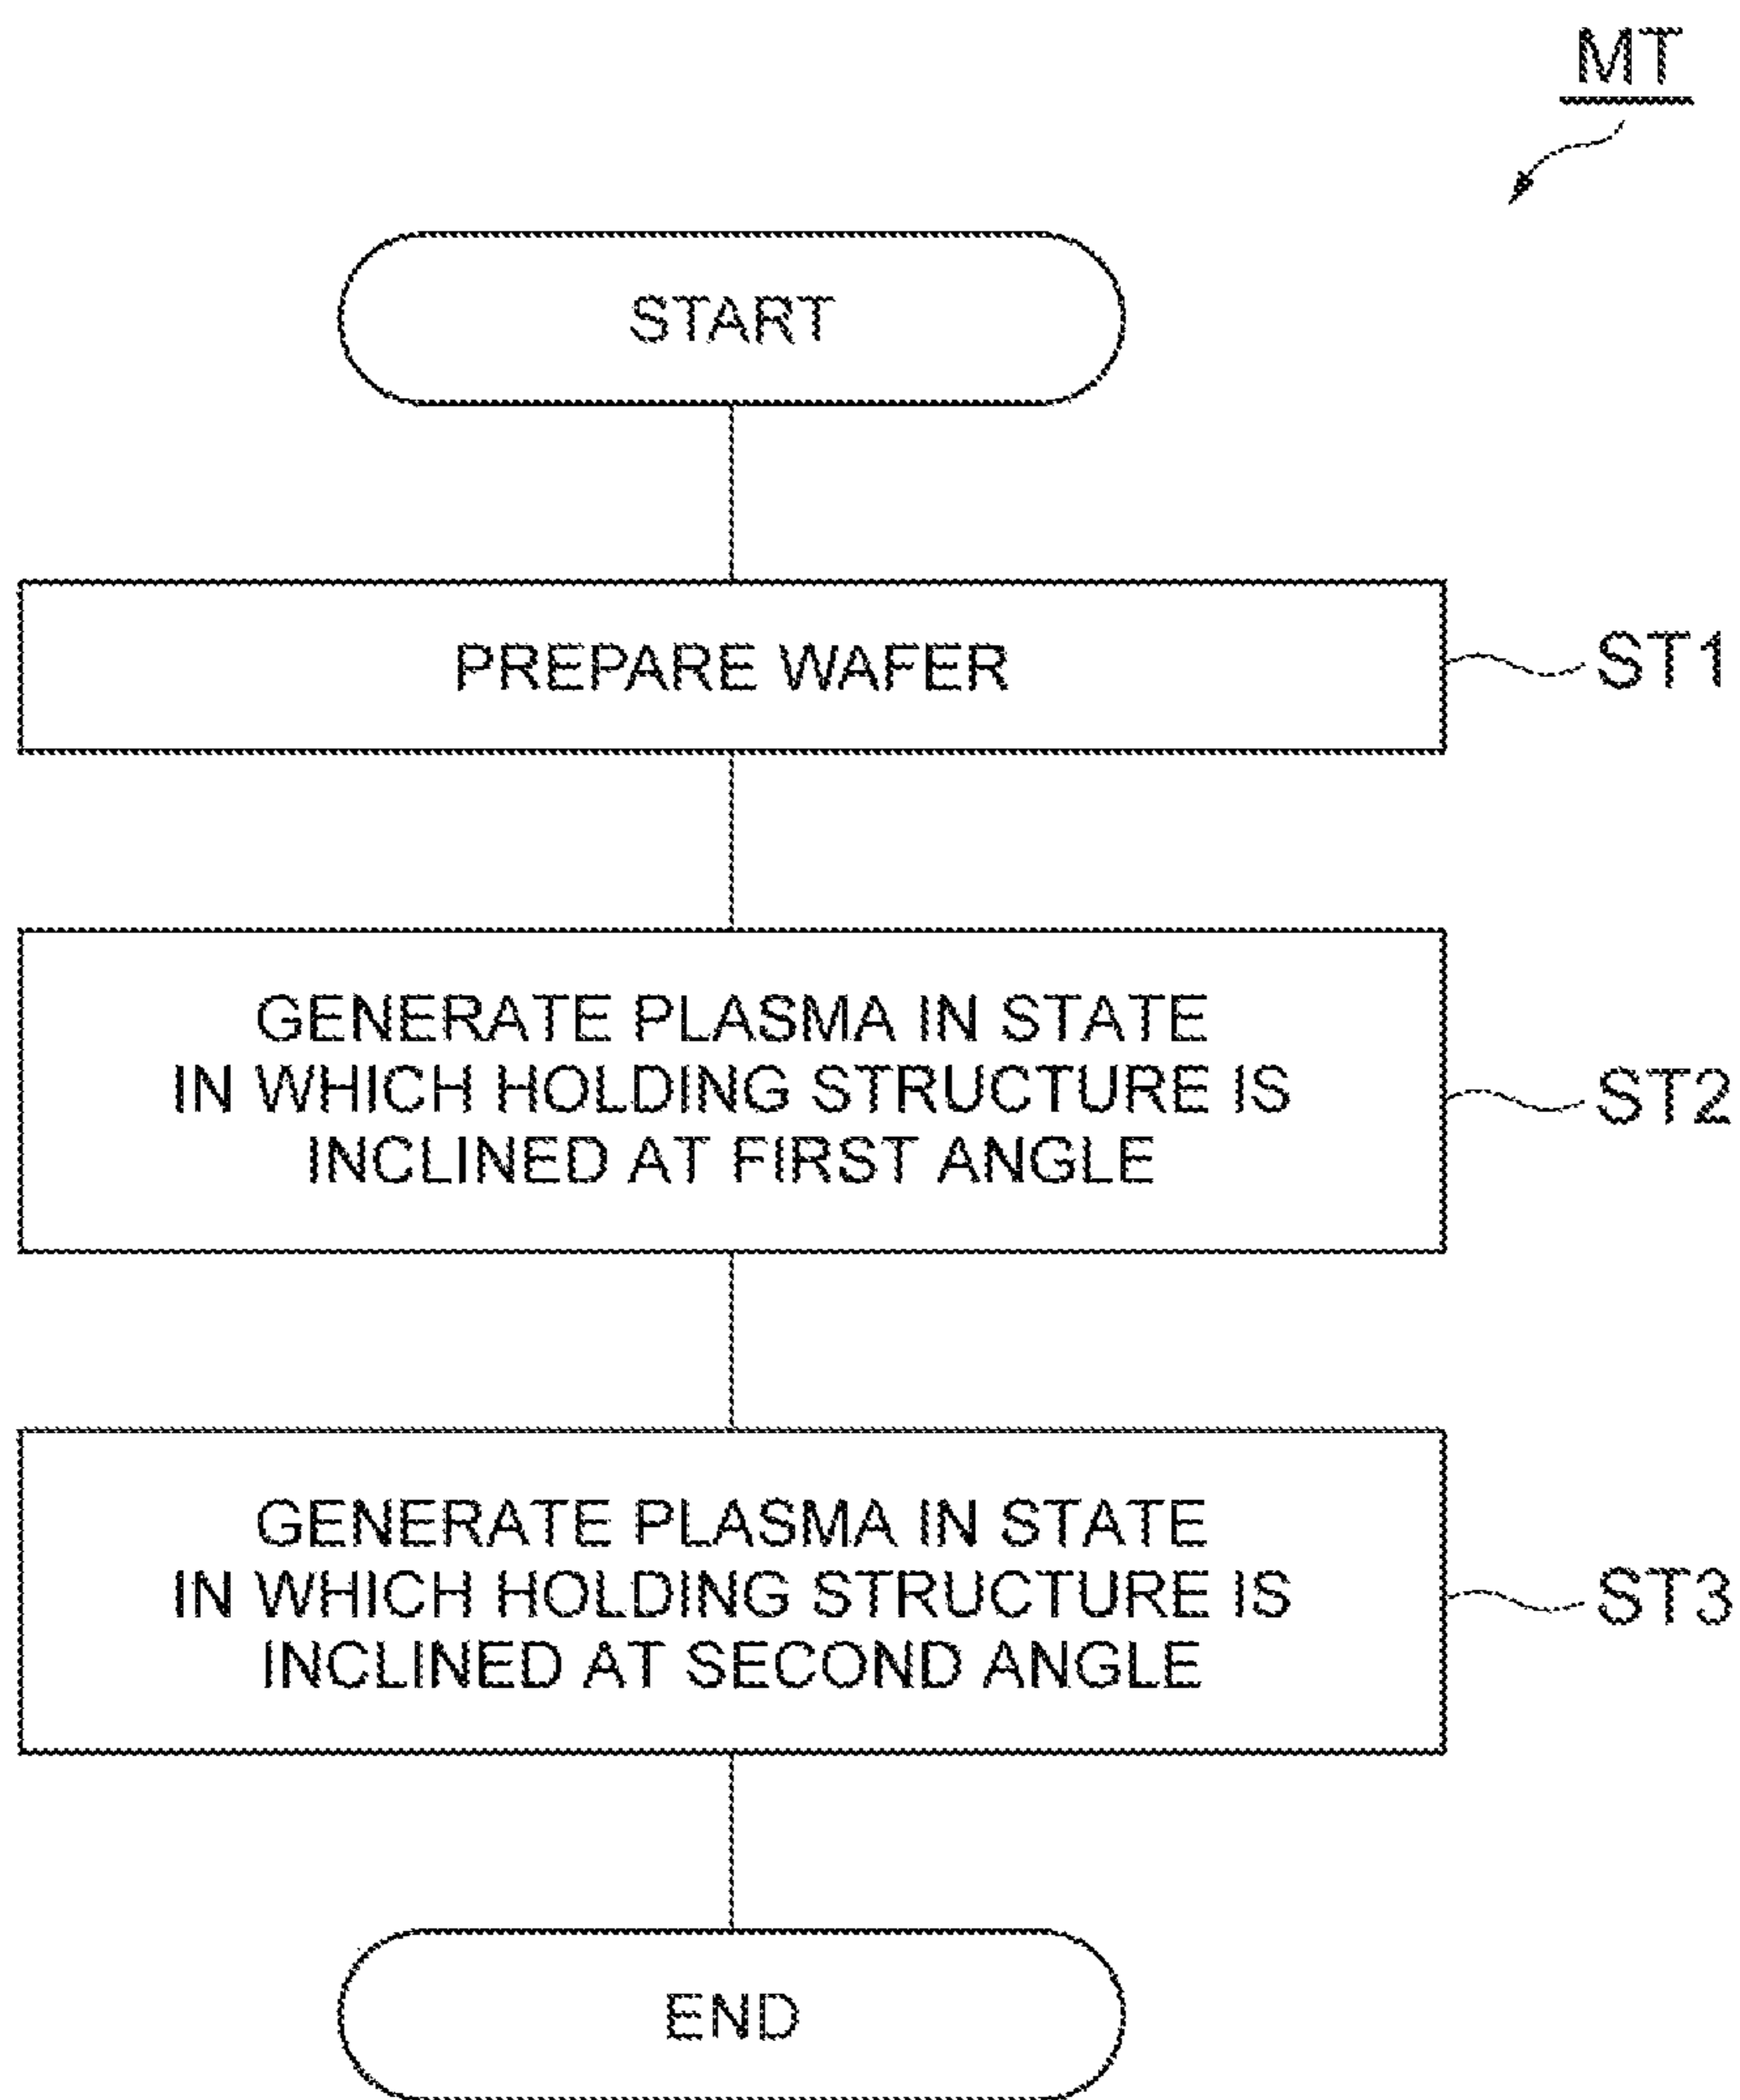 MT
START
PREPARE WAFER
ST1
GENERATE PLASMA IN STATE
IN WHICH HOLDING STRUCTURE IS
INCLINED AT FIRST ANGLE
ST2
GENERATE PLASMA IN STATE
IN WHICH HOLDING STRUCTURE IS
INCLINED AT SECOND ANGLE
ST3
END